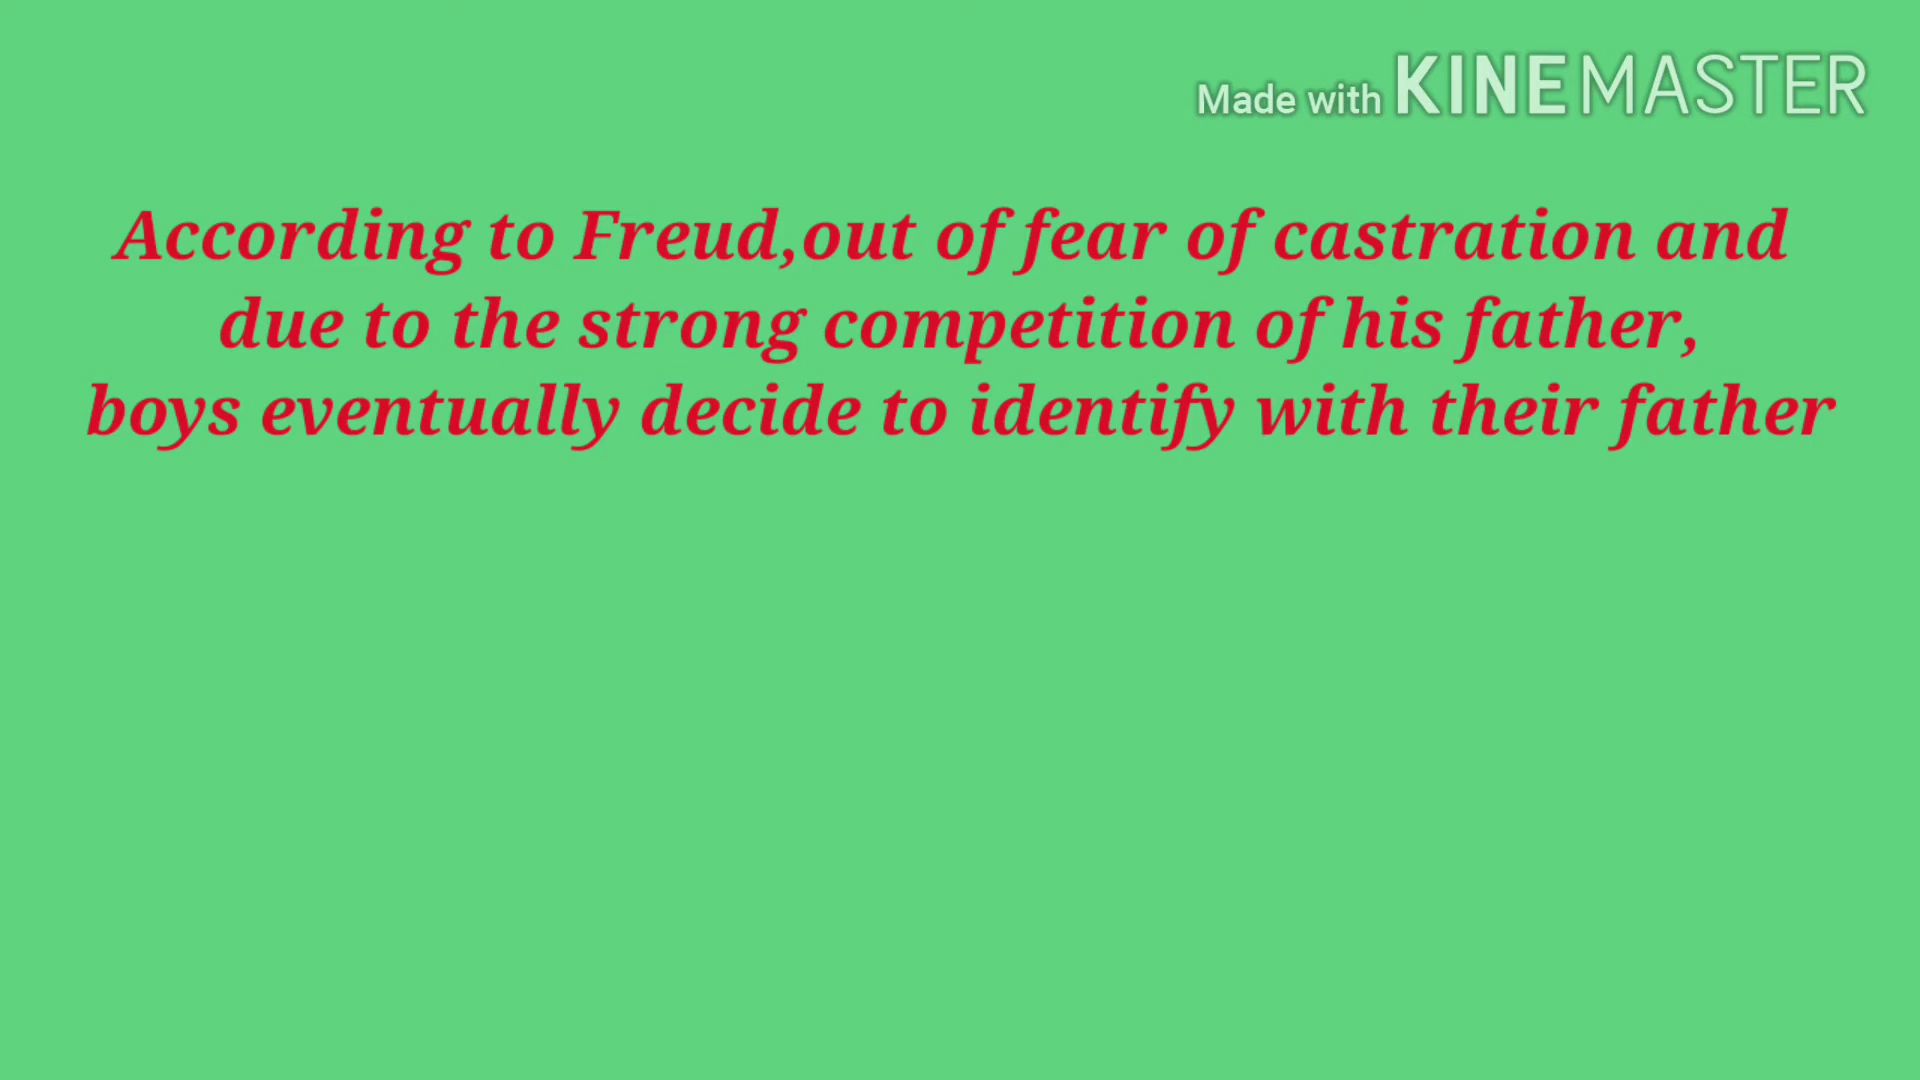 Made with KINEMASTER
According to Freud,out of fear of castration and
due to the strong competition of his father,
boys eventually decide to identify with their father